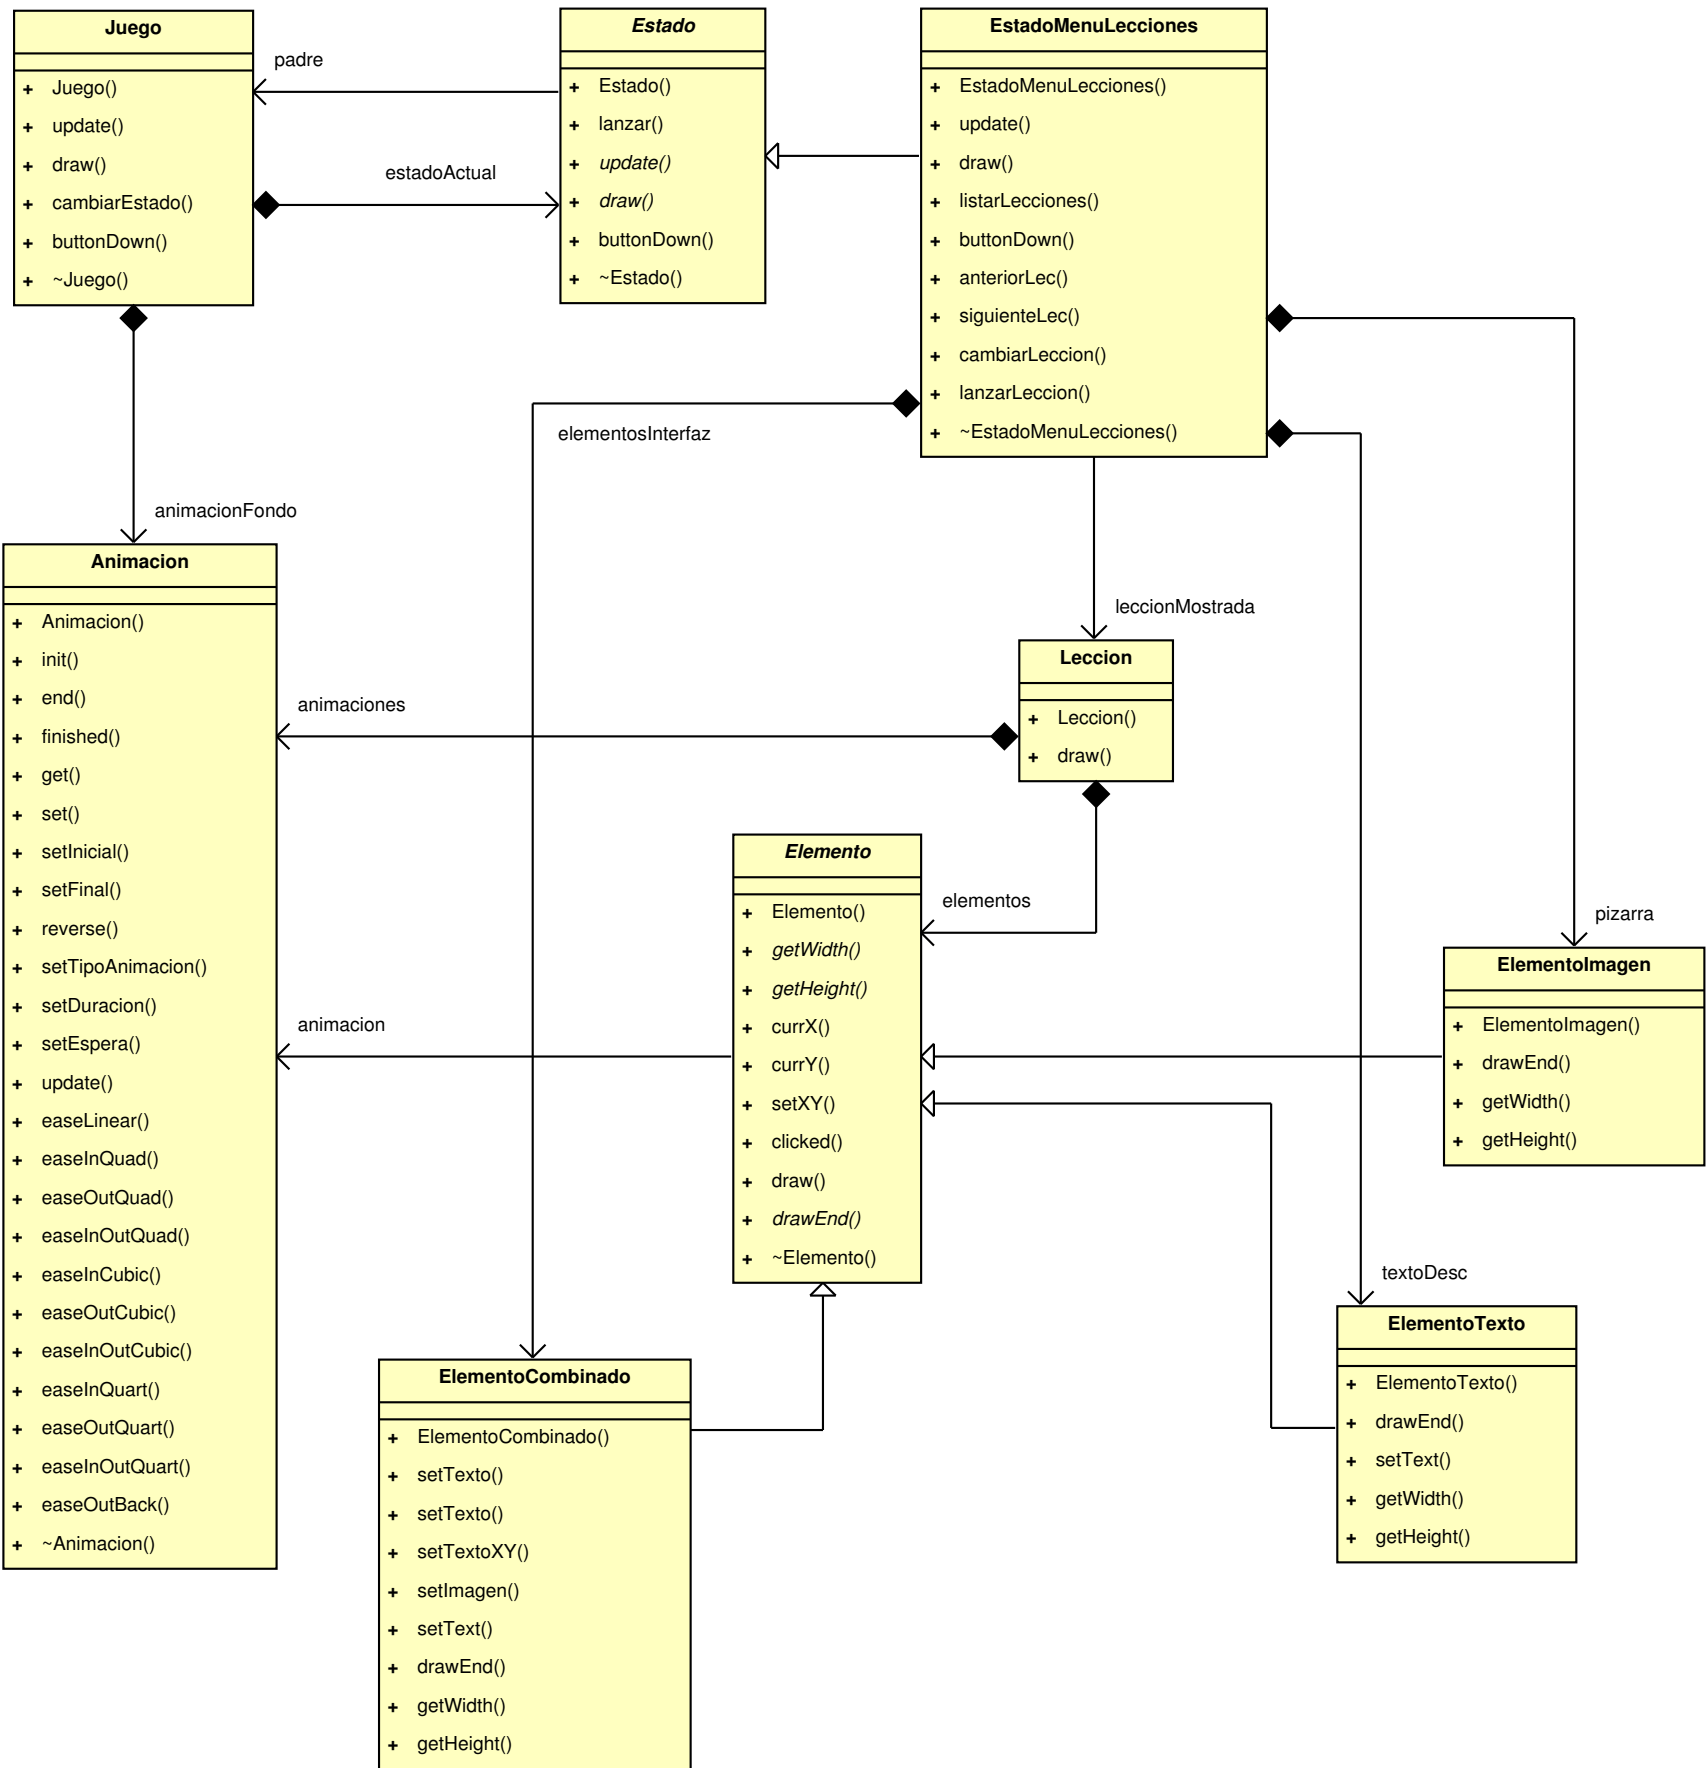 Juego
+ Juego()
+ update()
+ draw()
+ cambiarEstado()
+ buttonDown()
+ ~Juego()
padre
estadoActual
Estado
+ Estado()
+ lanzar()
+ update()
+ draw()
+ buttonDown()
+ ~Estado()
EstadoMenuLecciones
+ EstadoMenuLecciones()
+ update()
+ draw()
+ listarLecciones()
+ buttonDown()
+ anteriorLec()
+ siguienteLec()
+ cambiarLeccion()
+ lanzarLeccion()
+ ~EstadoMenuLecciones()
elementosInterfaz
animacionFondo
Animacion
+ Animacion()
+ init()
+ end()
+ finished()
+ get()
+ set()
+ setInicial()
+ setFinal()
+ reverse()
+ setTipoAnimacion()
+ setDuracion()
+ setEspera()
+ update()
+ easeLinear()
+ easeInQuad()
+ easeOutQuad()
+ easeInOutQuad()
+ easeInCubic()
+ easeOutCubic()
+ easeInOutCubic()
+ easeInQuart()
+ easeOutQuart()
+ easeInOutQuart()
+ easeOutBack()
+ ~Animacion()
leccionMostrada
Leccion
+ Leccion()
+ draw()
animaciones
elementos
Elemento
+ Elemento()
+ getWidth()
+ getHeight()
+ currX()
+ currY()
+ setXY()
+ clicked()
+ draw()
+ drawEnd()
+ ~Elemento()
animacion
pizarra
ElementoImagen
+ ElementoImagen()
+ drawEnd()
+ getWidth()
+ getHeight()
textoDesc
ElementoTexto
+ ElementoTexto()
+ drawEnd()
+ setText()
+ getWidth()
+ getHeight()
ElementoCombinado
+ ElementoCombinado()
+ setTexto()
+ setTexto()
+ setTextoXY()
+ setImagen()
+ setText()
+ drawEnd()
+ getWidth()
+ getHeight()